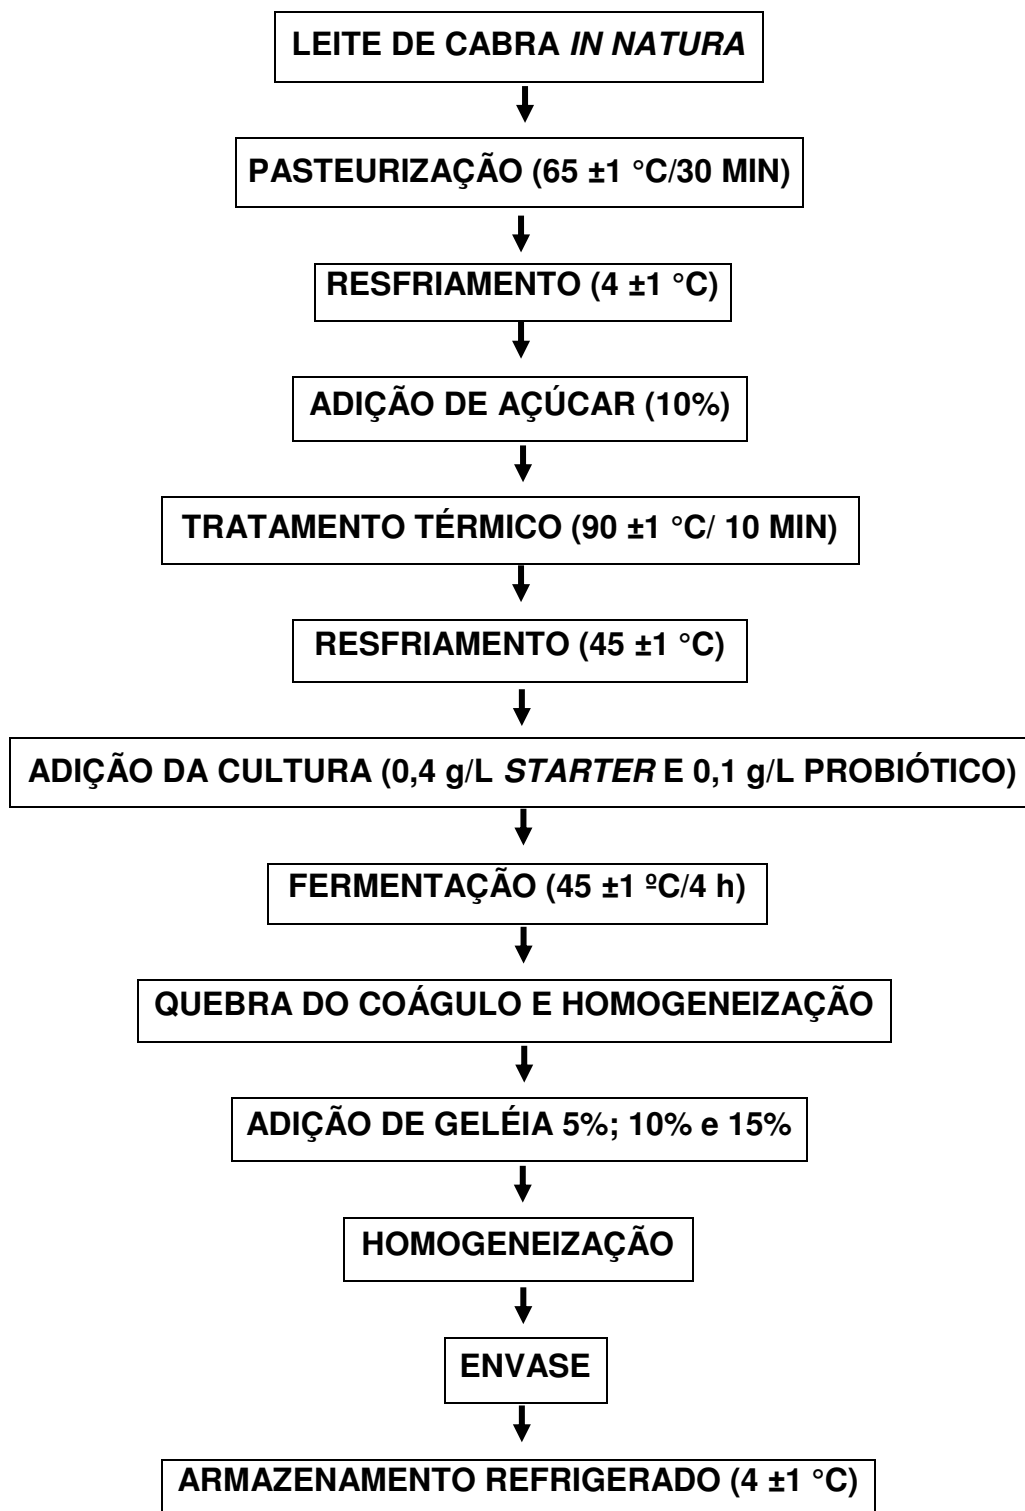 LEITE DE CABRA IN NATURA
PASTEURIZAÇÃO (65 ±1 °C/30 MIN)
RESFRIAMENTO (4 ±1 °C)
ADIÇÃO DE AÇÚCAR (10%)
TRATAMENTO TÉRMICO (90 ±1 °C/ 10 MIN)
RESFRIAMENTO (45 ±1 °C)
ADIÇÃO DA CULTURA (0,4 g/L STARTER E 0,1 g/L PROBIÓTICO)
FERMENTAÇÃO (45 ±1 ºC/4 h)
QUEBRA DO COÁGULO E HOMOGENEIZAÇÃO
ADIÇÃO DE GELÉIA 5%; 10% e 15%
HOMOGENEIZAÇÃO
ENVASE
ARMAZENAMENTO REFRIGERADO (4 ±1 °C)